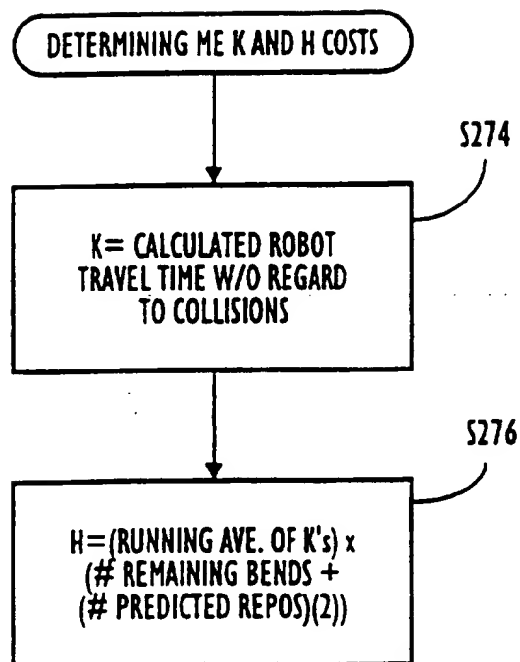 DETERMINING ME K AND H COSTS
S274
K= CALCULATED ROBOT
TRAVEL TIME W/O REGARD
TO COLLISIONS
S276
H=(RUNNING AVE. OF K's) x
(# REMAINING BENDS +
(# PREDICTED REPOS)(2))